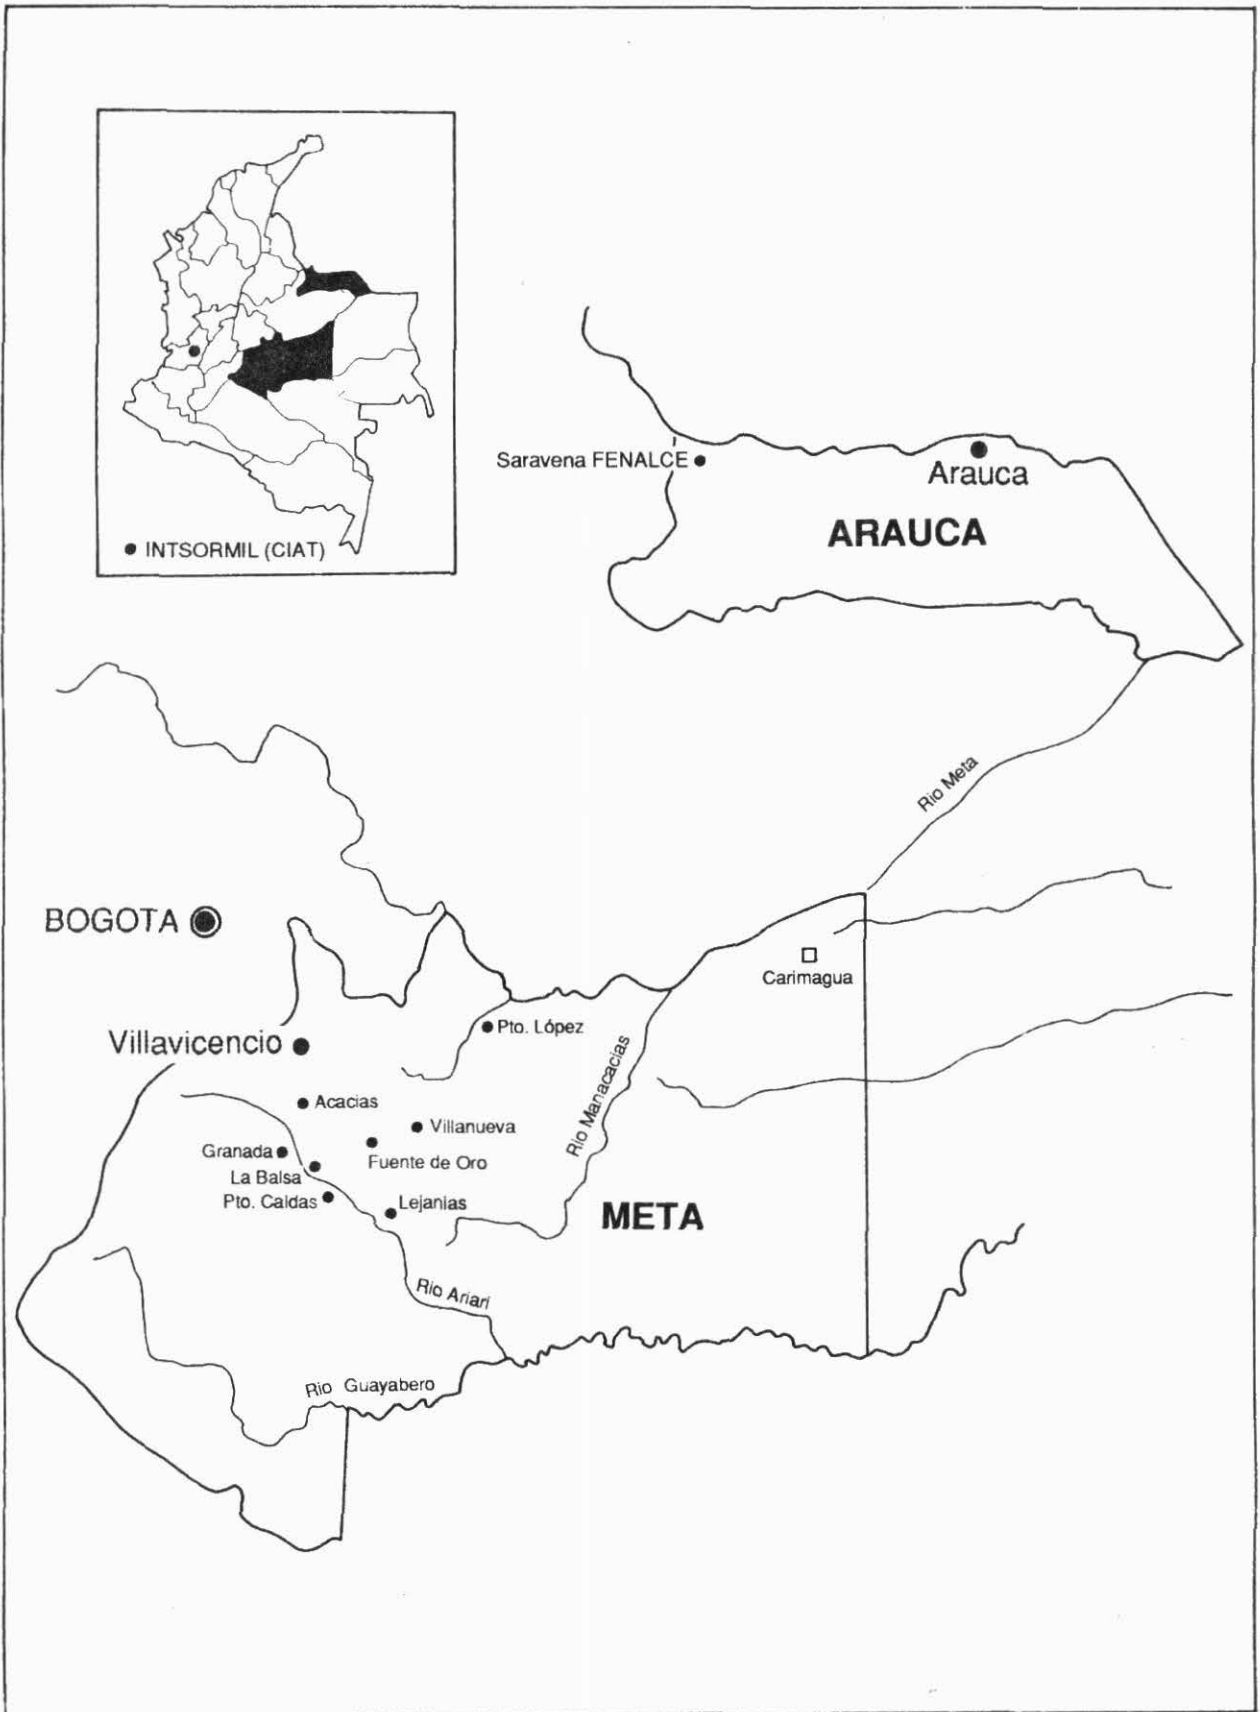 INTSORMIL (CIAT)
Saravena FENALCE
Arauca
ARAUCA
Rio Meta
BOGOTA
Carimagua
Villavicencio
Pto. López
Rio Manacacias
Acacias
Villanueva
Granada
Fuente de Oro
La Balsa
Pto. Caldas
Lejanias
META
Rio Ariari
Rio Guayabero